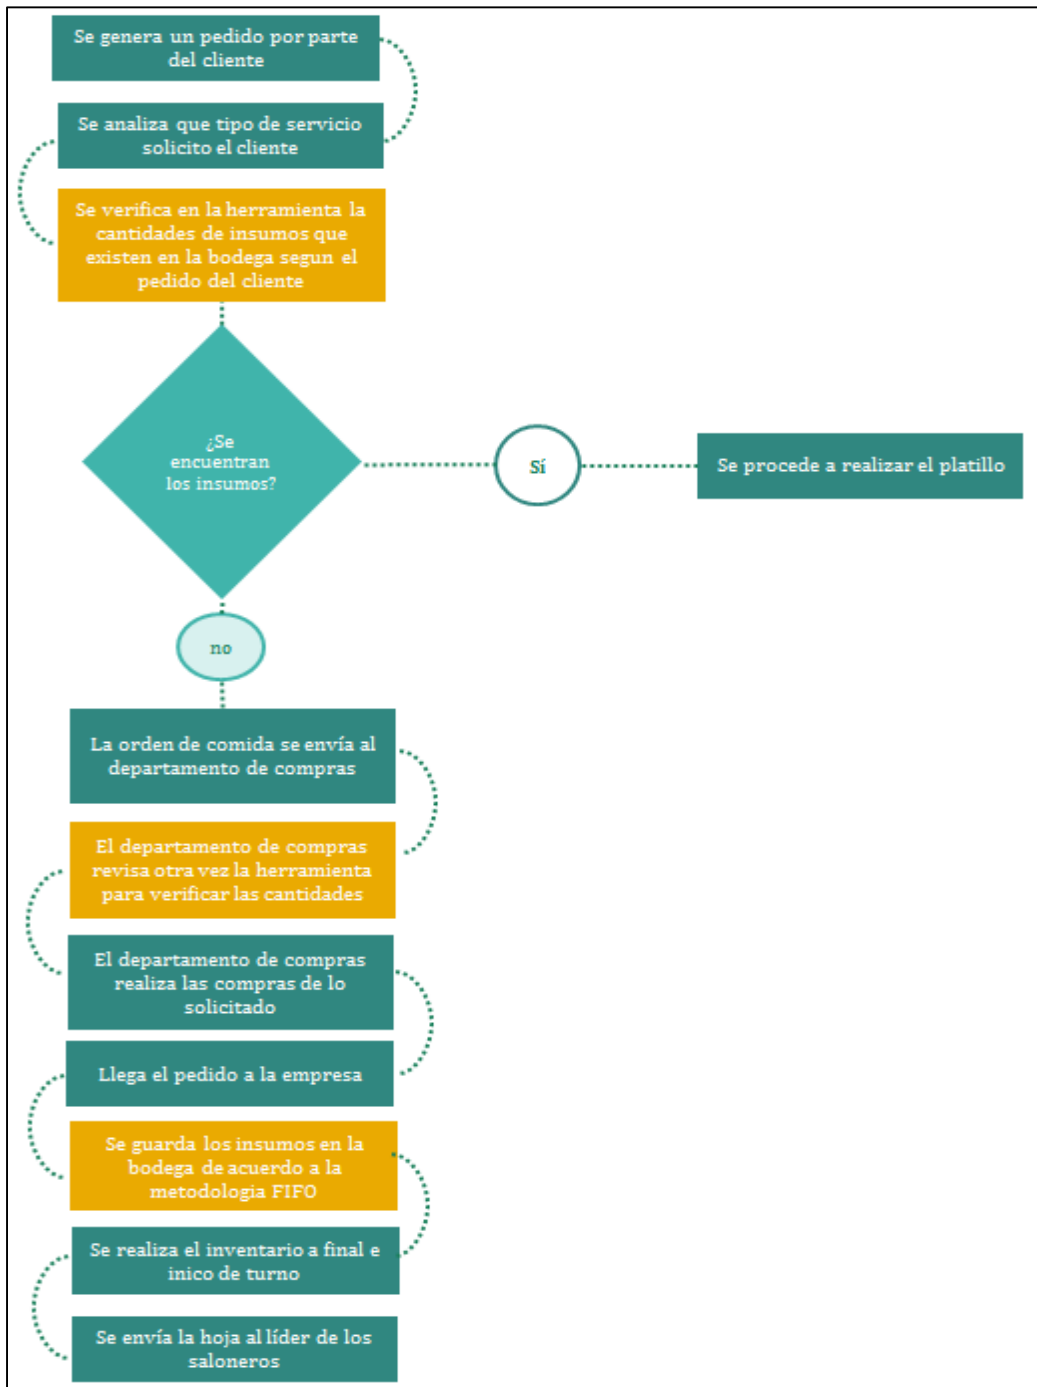 Se genera un pedido por parte
del cliente
Se analiza que tipo de servicio
solicito el cliente
Se verifica en la herramienta la
cantidades de insumos que
existen en la bodega segun el
pedido del cliente
¿Se
encuentran
los insumos?
Sí
Se procede a realizar el platillo
no
La orden de comida se envía al
departamento de compras
El departamento de compras
revisa otra vez la herramienta
para verificar las cantidades
El departamento de compras
realiza las compras de lo
solicitado
Llega el pedido a la empresa
Se guarda los insumos en la
bodega de acuerdo a la
metodologia FIFO
Se realiza el inventario a final e
inico de turno
Se envía la hoja al líder de los
saloneros